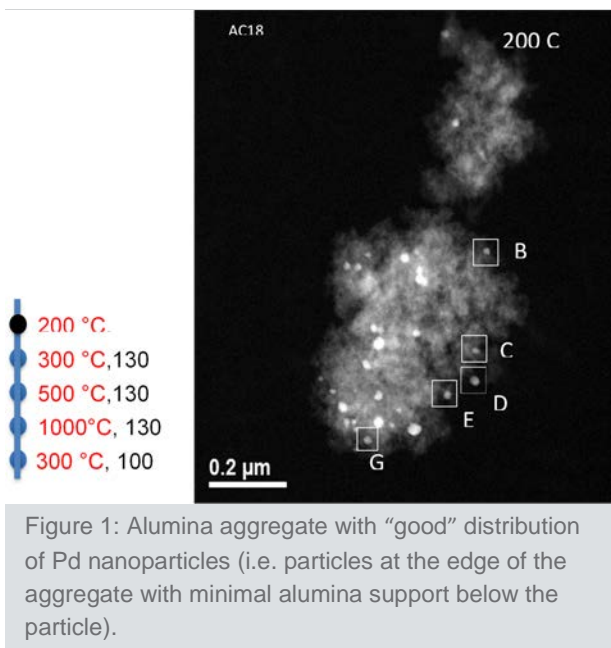 AC18
200 C
B
C
D
E
G
0.2 μm
200 °C.
300 °C,130
500 °C,130
1000°C, 130
300 °C, 100
Figure 1: Alumina aggregate with “good” distribution
of Pd nanoparticles (i.e. particles at the edge of the
aggregate with minimal alumina support below the
particle).